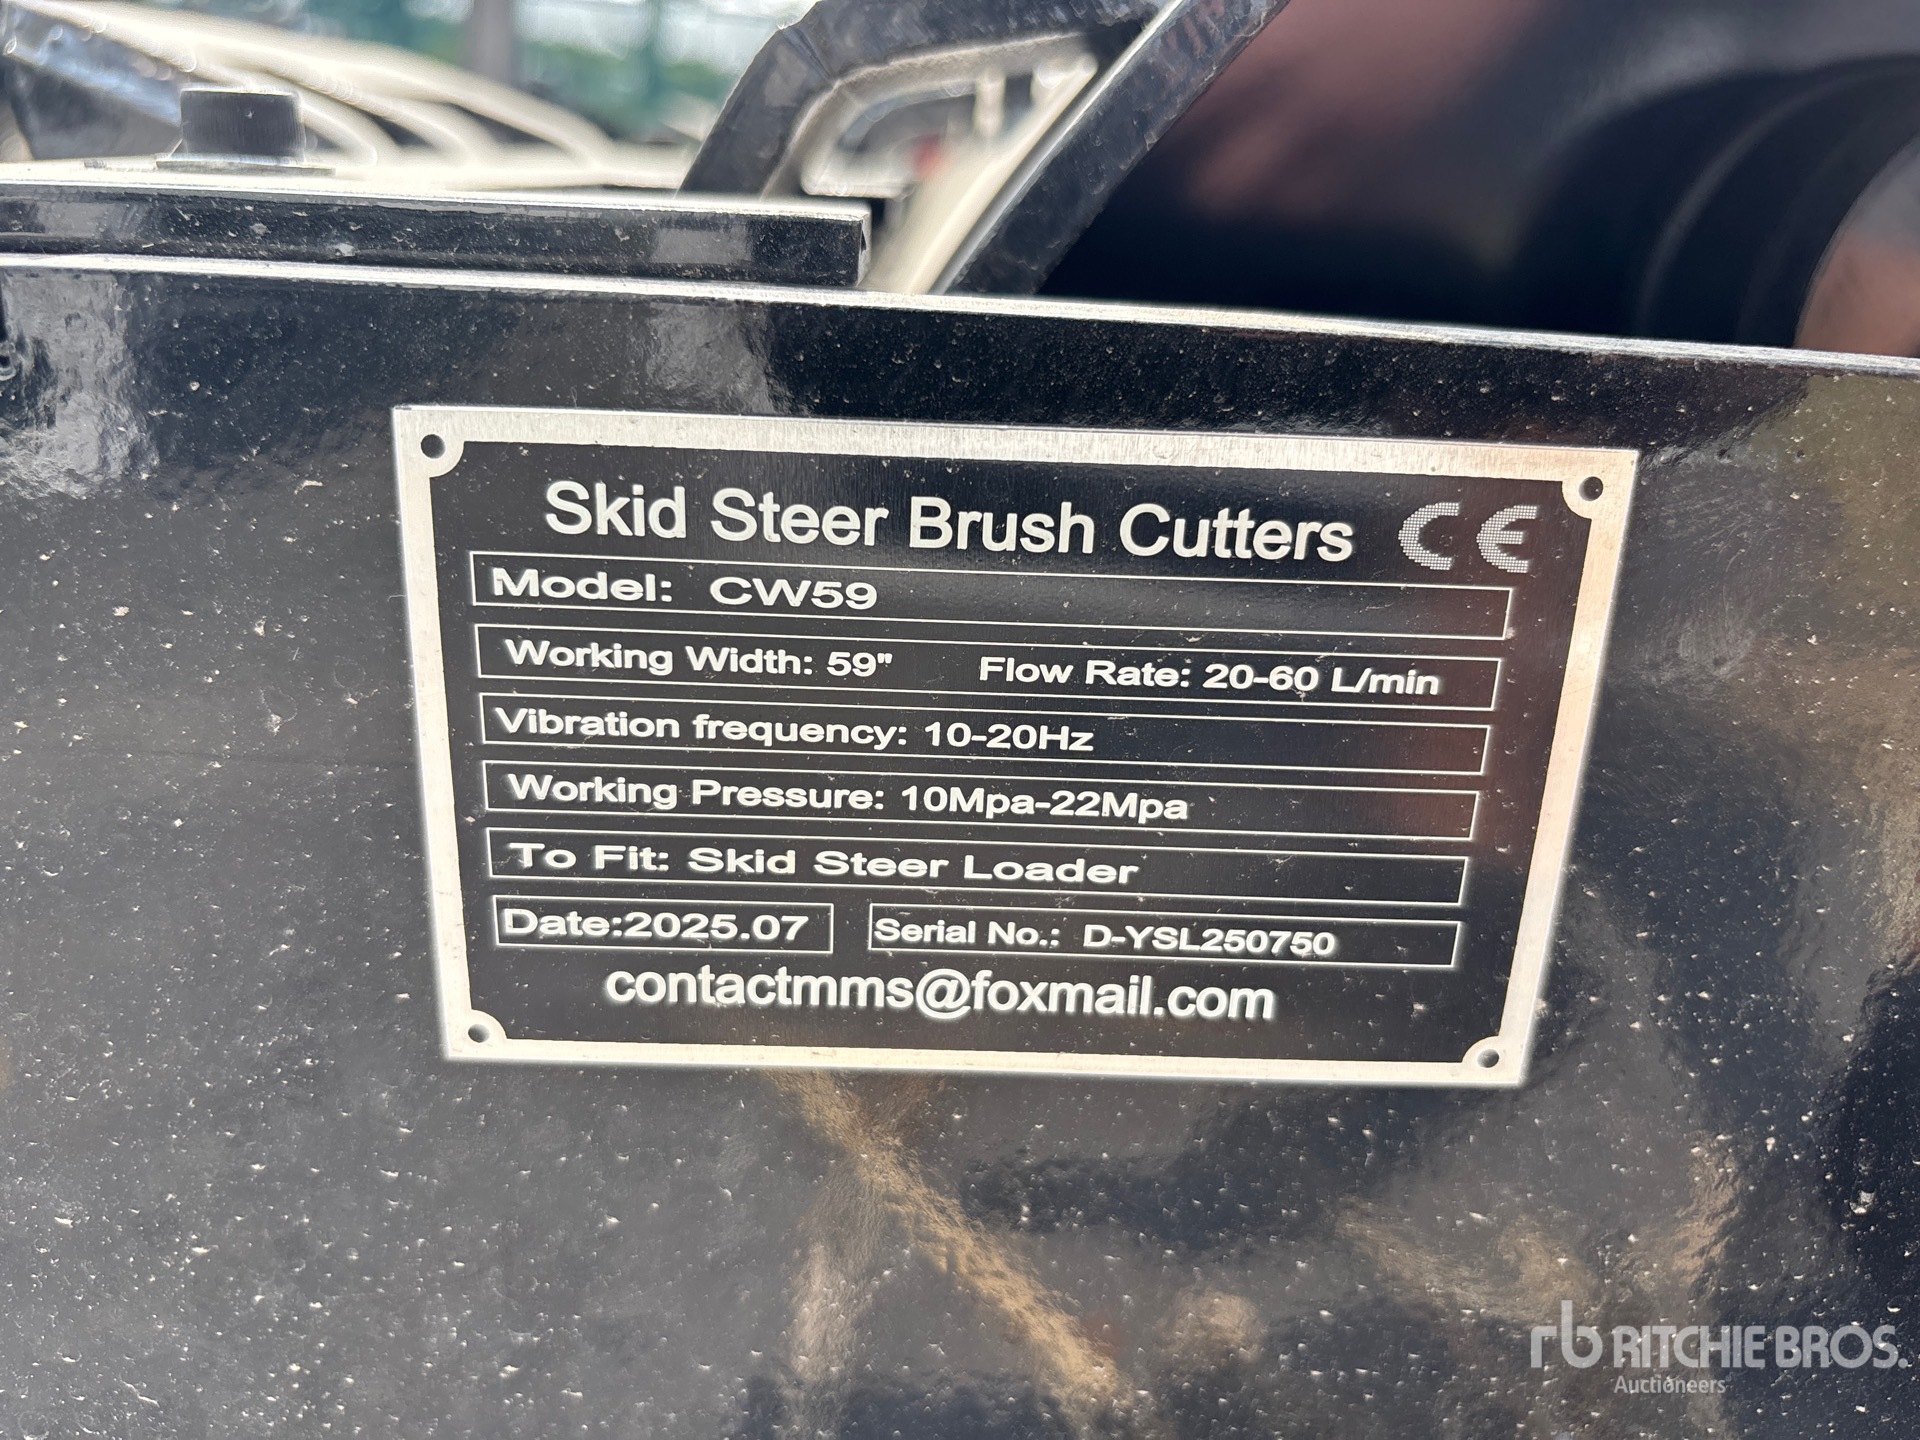 Skid Steer Brush Cutters CE
Model: CW59
Working Width: 59" Flow Rate: 20-60 L/min
Vibration frequency: 10-20Hz
Working Pressure: 10Mpa-22Mpa
To Fit: Skid Steer Loader
Date:2025.07 Serial No.: D-YSL250750
contactmms@foxmail.com
rb RITCHIE BROS.
Auctioneers